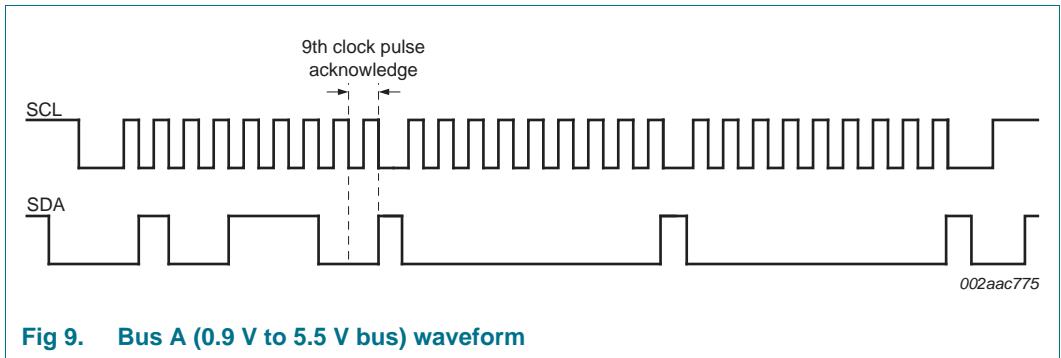 9th clock pulse
acknowledge
SCL
SDA
002aac775
Fig 9. Bus A (0.9 V to 5.5 V bus) waveform